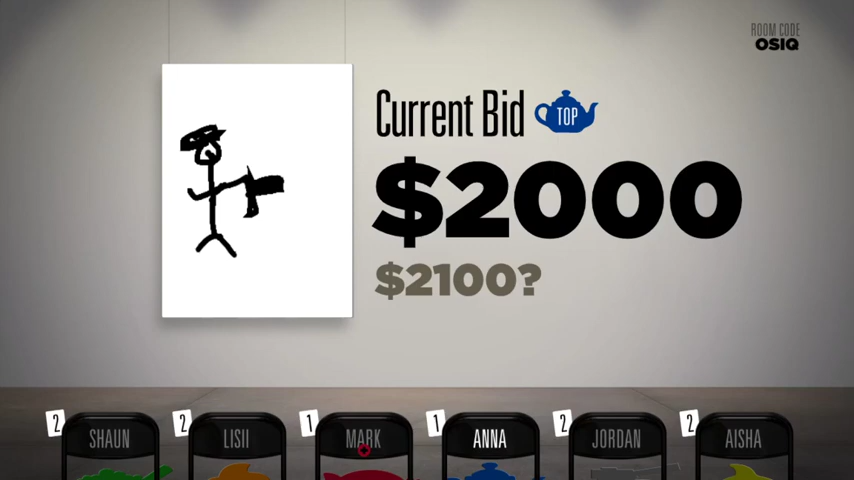 ROOM CODE
OSIQ
Current Bid TOP
$2000
$2100?
2 SHAUN 2 LISII 1 MARK 1 ANNA 2 JORDAN 2 AISHA